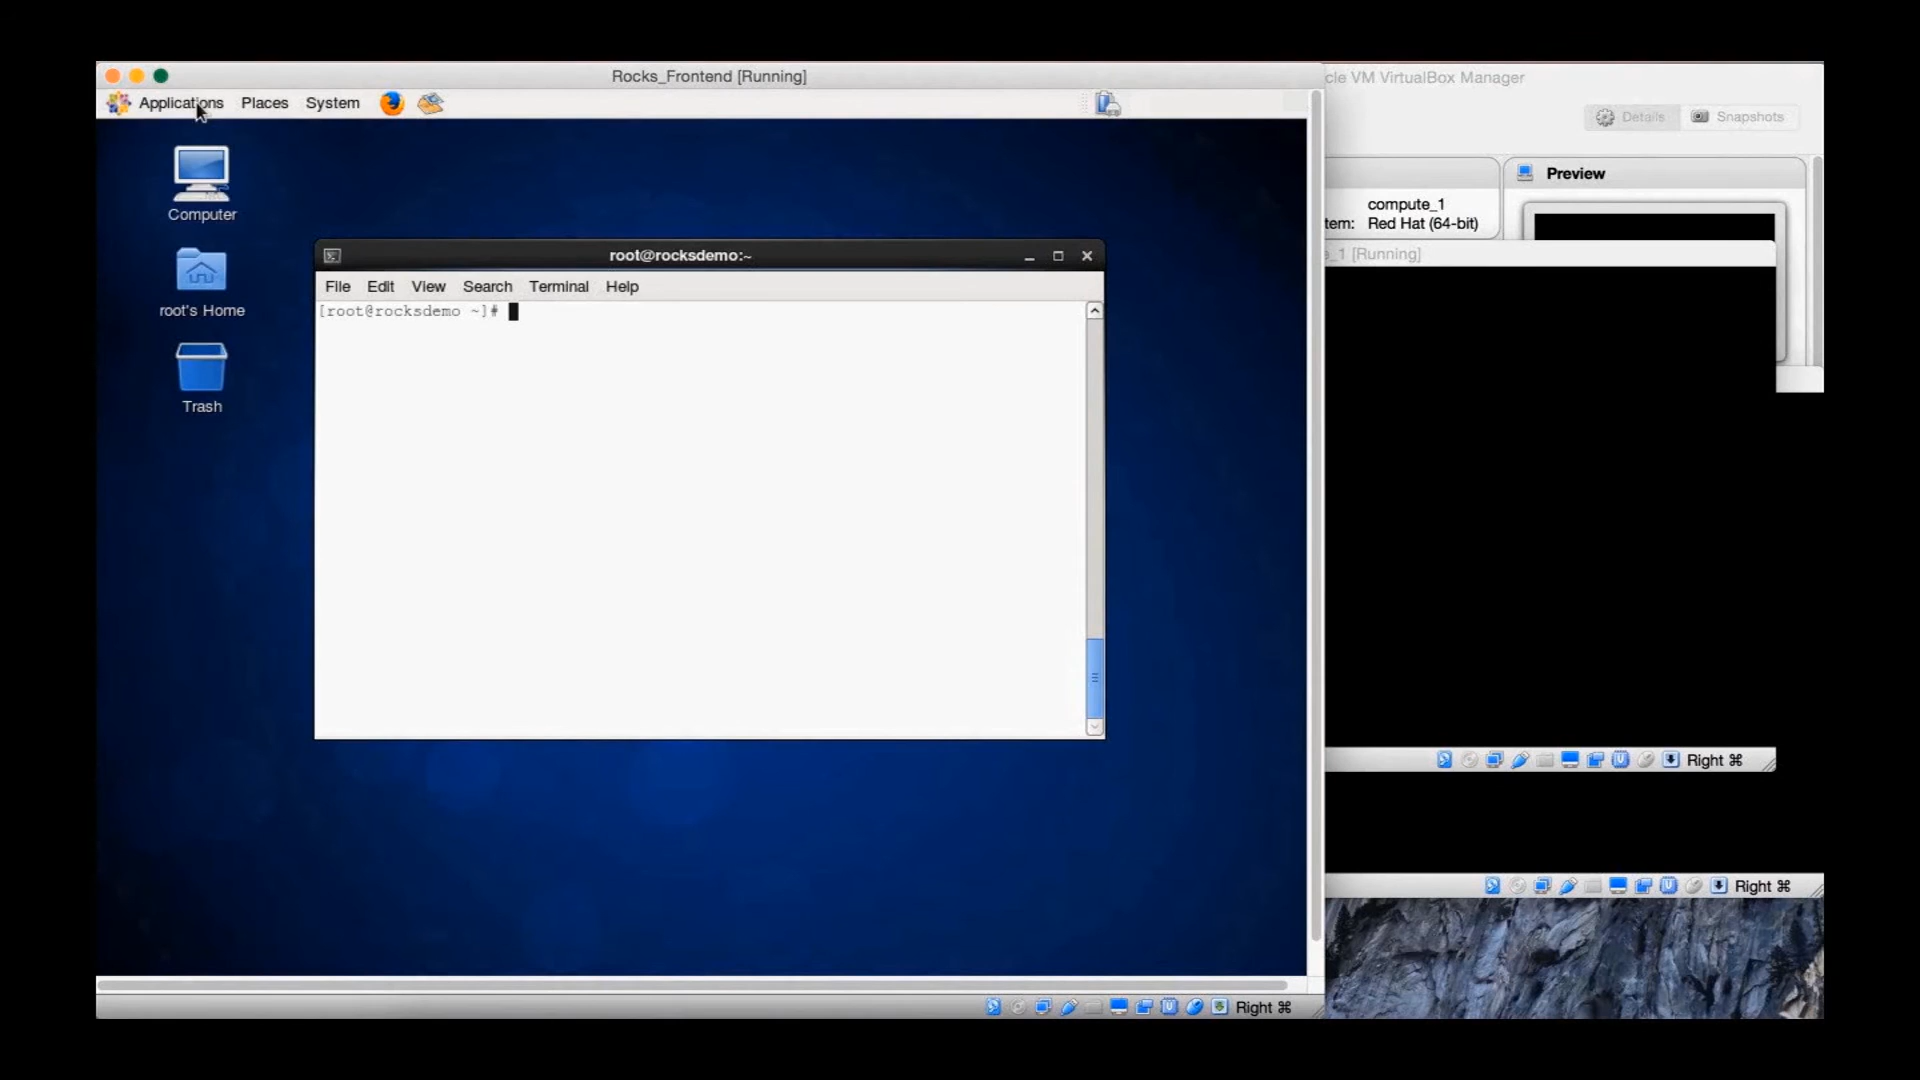 Rocks_Frontend [Running]
Applications Places System
Computer
root's Home
Trash
root@rocksdemo:~
File Edit View Search Terminal Help
[root@rocksdemo ~]#
Right ⌘
cle VM VirtualBox Manager
Details Snapshots
Preview
compute_1
tem: Red Hat (64-bit)
_1 [Running]
Right ⌘
Right ⌘